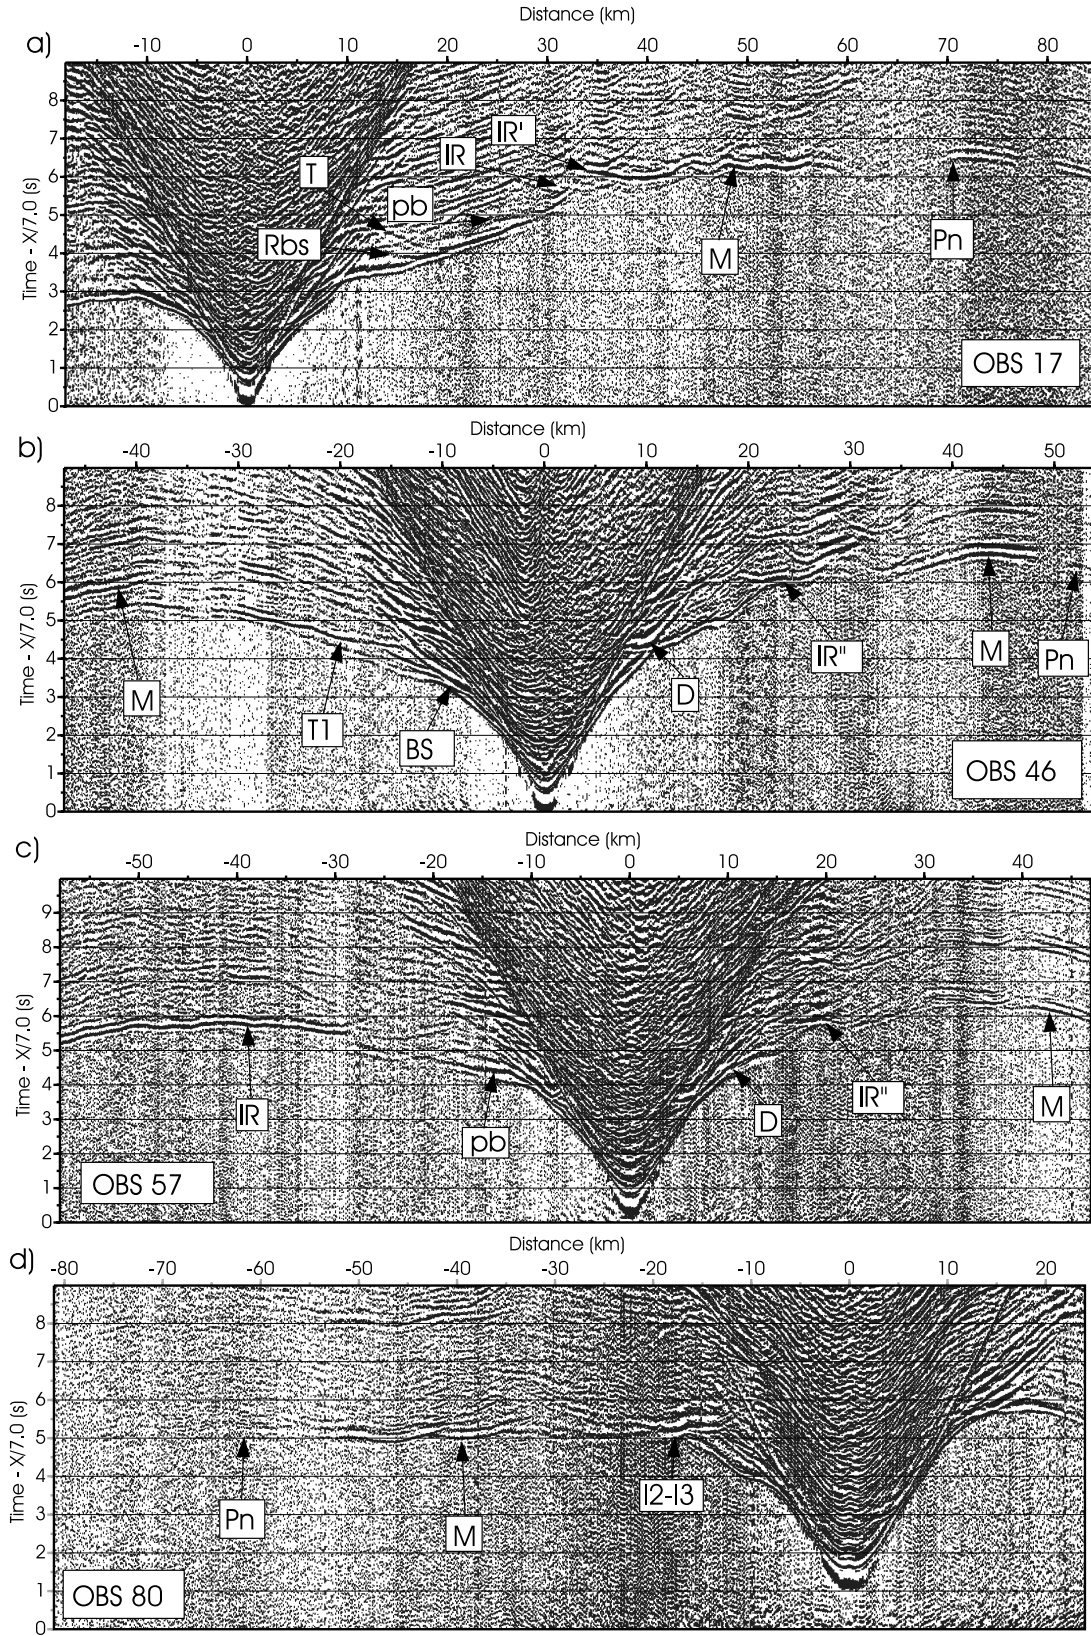 Distance (km)
a)
-10 0 10 20 30 40 50 60 70 80
8
7
6
5
4
3
2
1
0
Time - X/7.0 (s)
IR'
IR
T
pb
Rbs
M
Pn
OBS 17
Distance (km)
b)
-40 -30 -20 -10 0 10 20 30 40 50
8
7
6
5
4
3
2
1
0
Time - X/7.0 (s)
M
T1
BS
D
IR"
M
Pn
OBS 46
Distance (km)
c)
-50 -40 -30 -20 -10 0 10 20 30 40
9
8
7
6
5
4
3
2
1
0
Time - X/7.0 (s)
IR
pb
D
IR"
M
OBS 57
Distance (km)
d)
-80 -70 -60 -50 -40 -30 -20 -10 0 10 20
8
7
6
5
4
3
2
1
0
Time - X/7.0 (s)
Pn
M
I2-I3
OBS 80